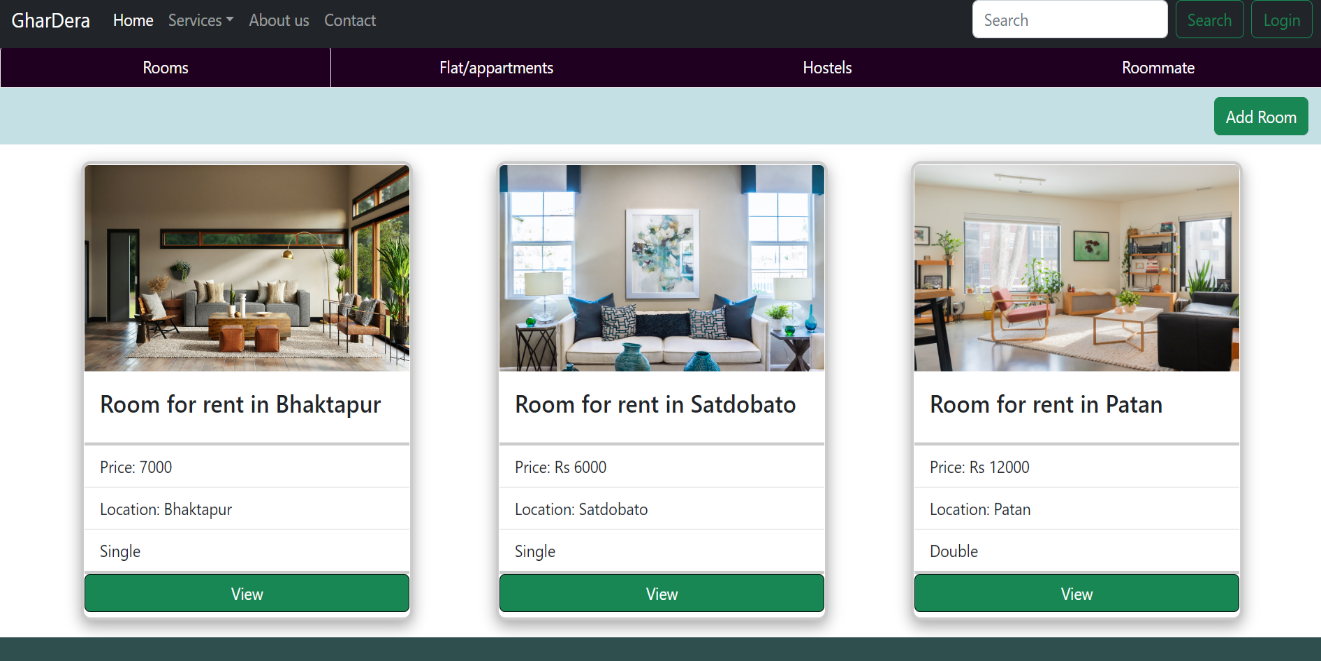 GharDera Home Services About us Contact Search Search Login
Rooms Flat/appartments Hostels Roommate
Add Room
Room for rent in Bhaktapur
Price: 7000
Location: Bhaktapur
Single
View
Room for rent in Satdobato
Price: Rs 6000
Location: Satdobato
Single
View
Room for rent in Patan
Price: Rs 12000
Location: Patan
Double
View